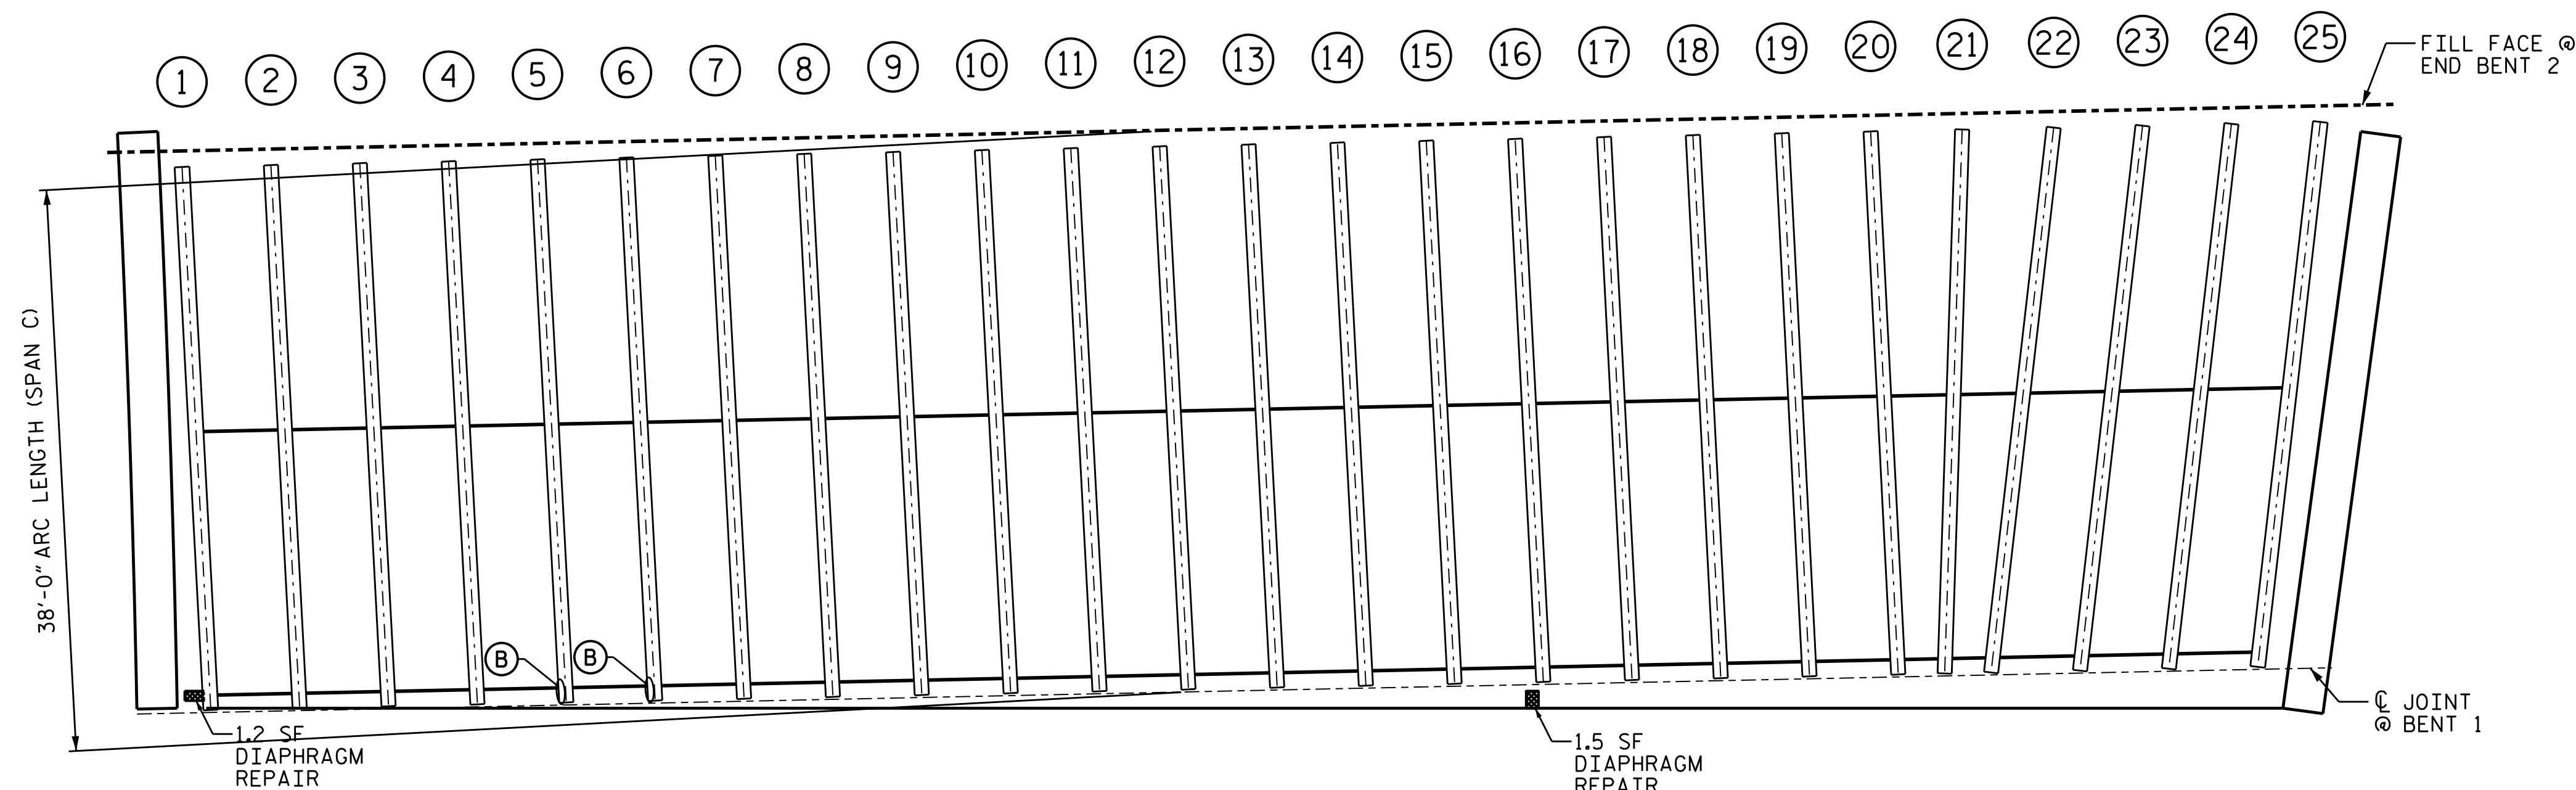 1 2 3 4 5 6 7 8 9 10 11 12 13 14 15 16 17 18 19 20 21 22 23 24 25
FILL FACE @
END BENT 2
38'-0" ARC LENGTH (SPAN C)
B B
1.2 SF
DIAPHRAGM
REPAIR
1.5 SF
DIAPHRAGM
REPAIR
℄ JOINT
@ BENT 1